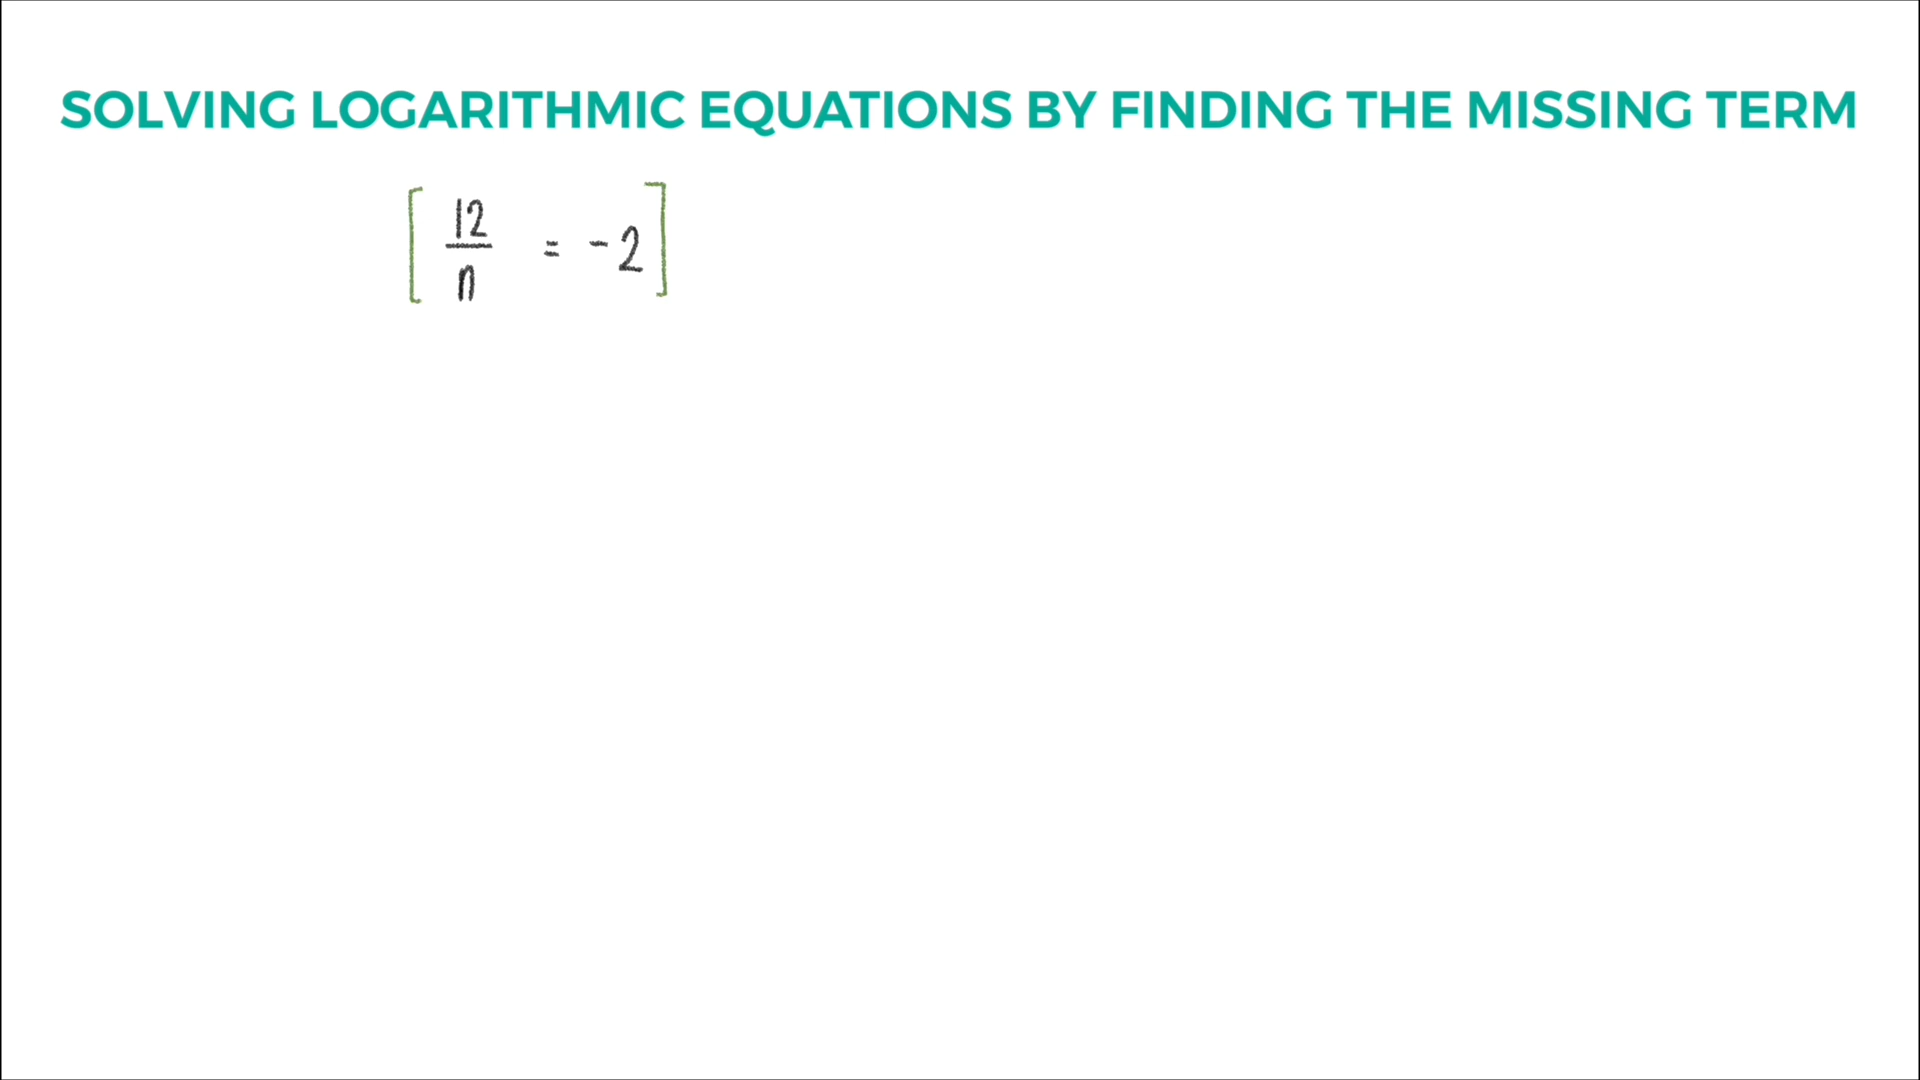 SOLVING LOGARITHMIC EQUATIONS BY FINDING THE MISSING TERM
[ 12/n = -2 ]